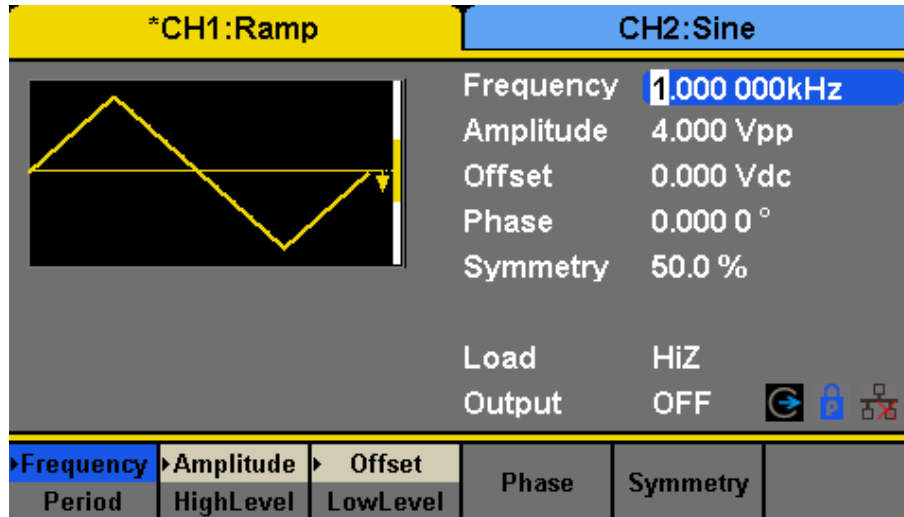 *CH1:Ramp
CH2:Sine
Frequency 1.000 000kHz
Amplitude 4.000 Vpp
Offset 0.000 Vdc
Phase 0.000 0 °
Symmetry 50.0 %
Load HiZ
Output OFF
P
Frequency Amplitude Offset Phase Symmetry
Period HighLevel LowLevel